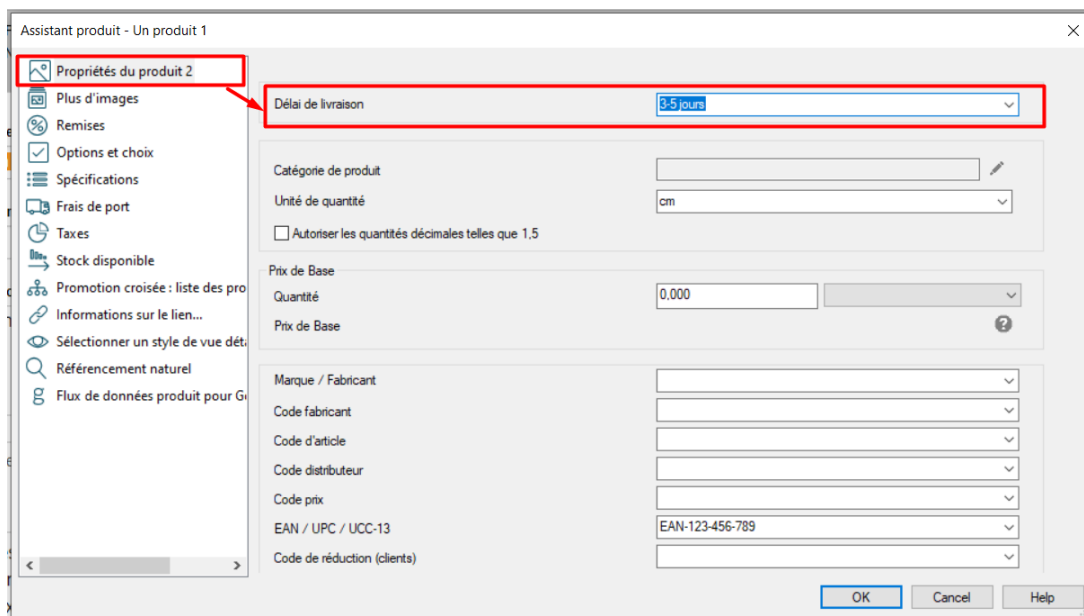 Assistant produit - Un produit 1
Propriétés du produit 2
Plus d'images
Remises
Options et choix
Spécifications
Frais de port
Taxes
Stock disponible
Promotion croisée : liste des pro
Informations sur le lien...
Sélectionner un style de vue dét
Référencement naturel
Flux de données produit pour G
Délai de livraison 3-5 jours
Catégorie de produit
Unité de quantité cm
Autoriser les quantités décimales telles que 1,5
Prix de Base
Quantité 0,000
Prix de Base
Marque / Fabricant
Code fabricant
Code d'article
Code distributeur
Code prix
EAN / UPC / UCC-13 EAN-123-456-789
Code de réduction (clients)
OK Cancel Help